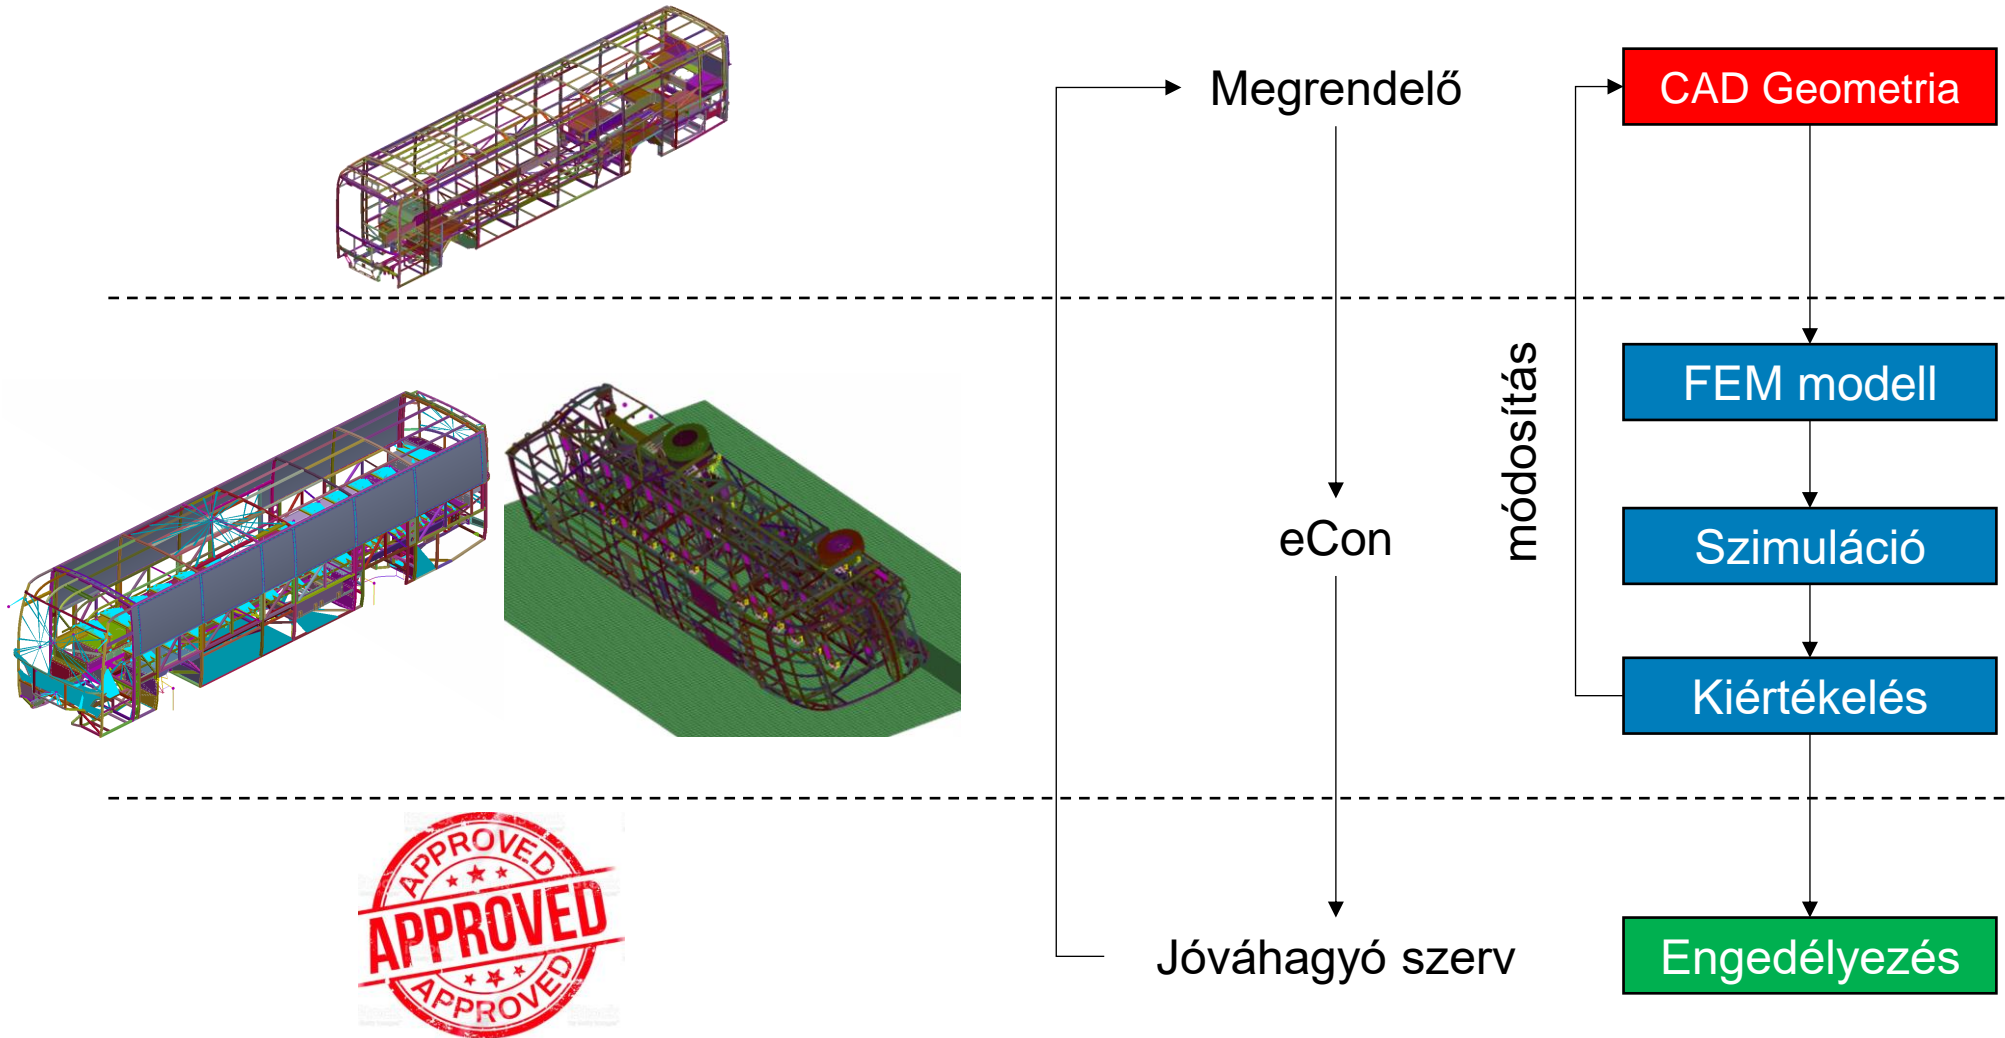 Megrendelő
CAD Geometria
FEM modell
módosítás
eCon
Szimuláció
Kiértékelés
APPROVED
APPROVED
APPROVED
Jóváhagyó szerv
Engedélyezés